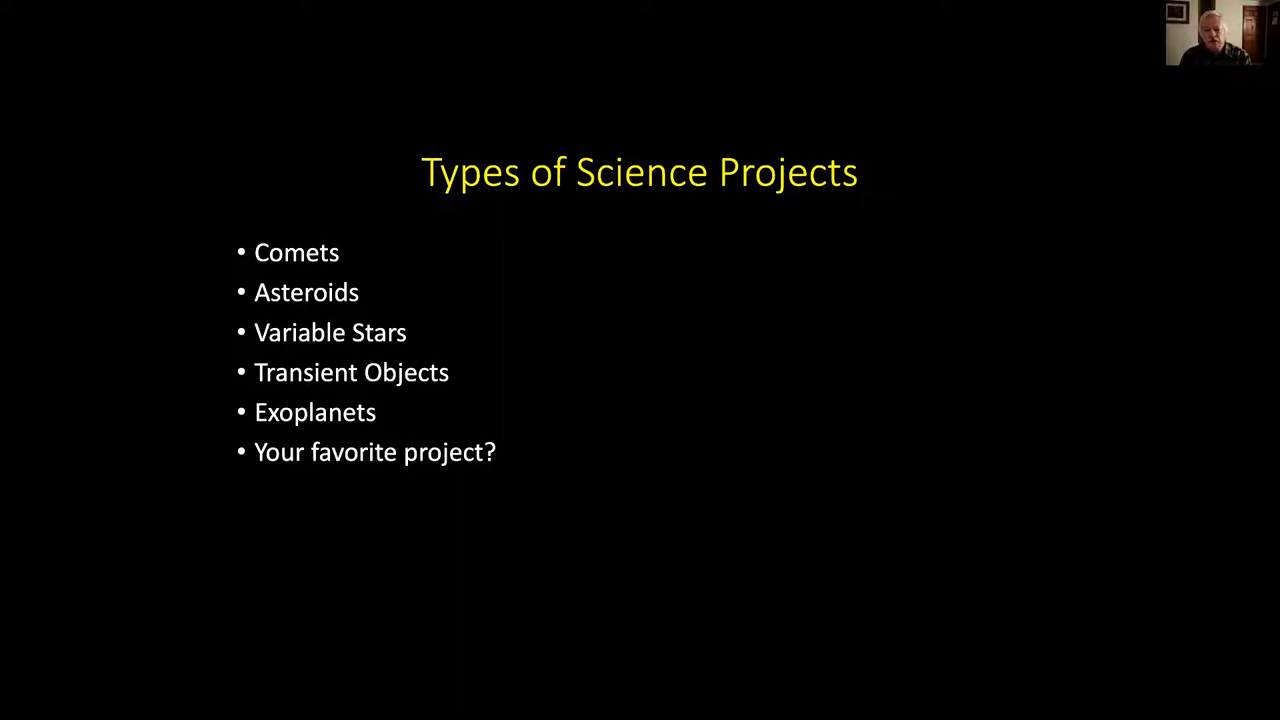 Types of Science Projects
• Comets
• Asteroids
• Variable Stars
• Transient Objects
• Exoplanets
• Your favorite project?